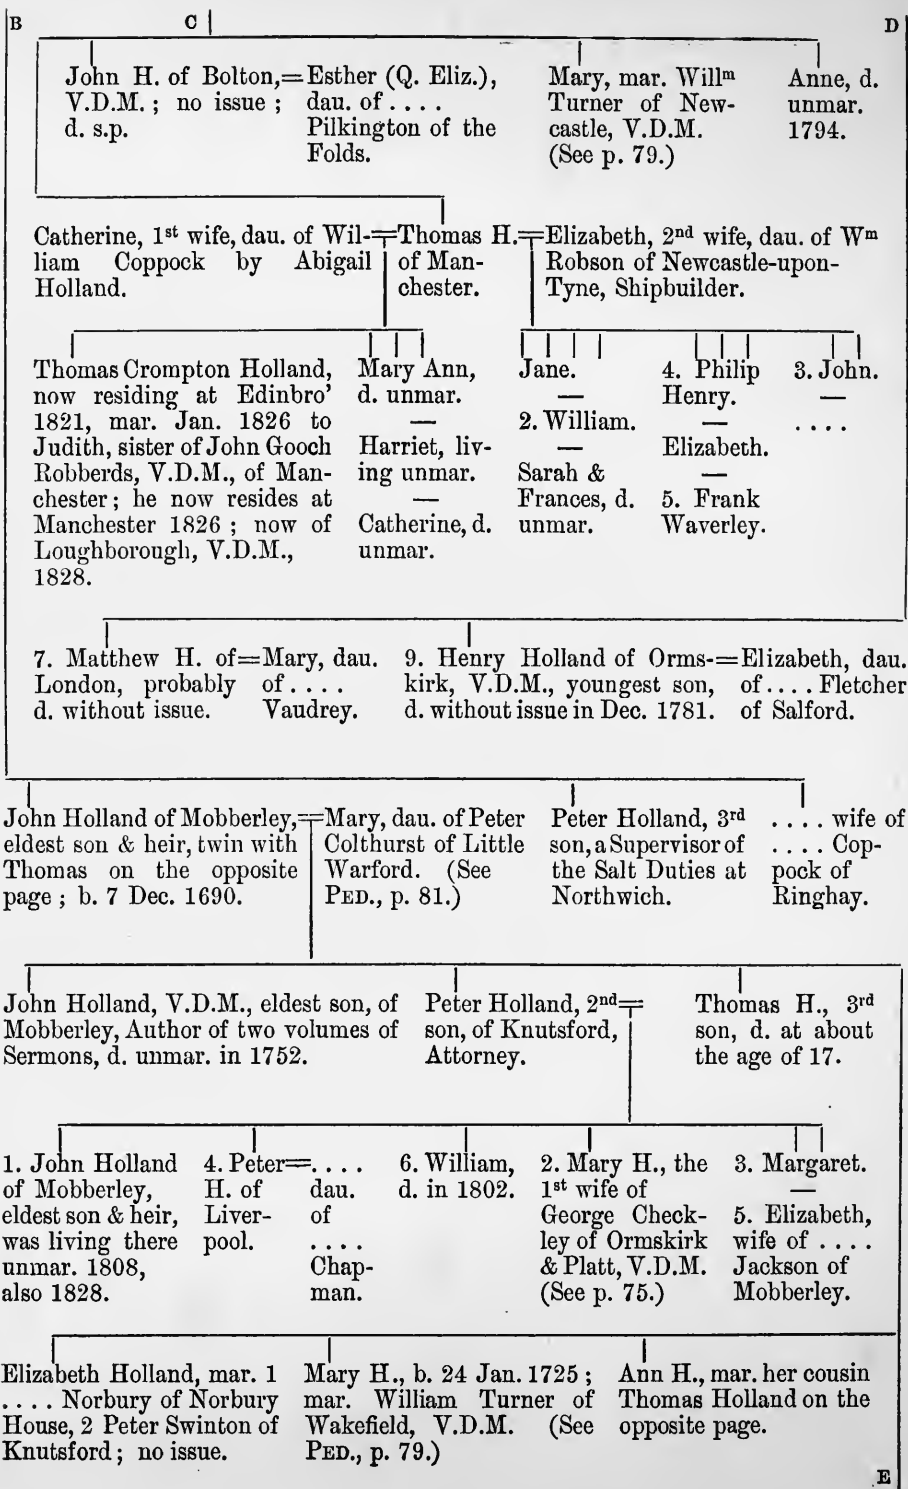 B C D
John H. of Bolton,=Esther (Q. Eliz.),
V.D.M. ; no issue ; dau. of . . . .
d. s.p. Pilkington of the
Folds.
Mary, mar. Willm
Turner of New-
castle, V.D.M.
(See p. 79.)
Anne, d.
unmar.
1794.
Catherine, 1st wife, dau. of Wil-
liam Coppock by Abigail
Holland.
=Thomas H.=
of Man-
chester.
Elizabeth, 2nd wife, dau. of Wm
Robson of Newcastle-upon-
Tyne, Shipbuilder.
Thomas Crompton Holland,
now residing at Edinbro’
1821, mar. Jan. 1826 to
Judith, sister of John Gooch
Robberds, V.D.M., of Man-
chester ; he now resides at
Manchester 1826 ; now of
Loughborough, V.D.M.,
1828.
Mary Ann,
d. unmar.
—
Harriet, liv-
ing unmar.
—
Catherine, d.
unmar.
Jane.
—
2. William.
—
Sarah &
Frances, d.
unmar.
4. Philip
Henry.
—
Elizabeth.
—
5. Frank
Waverley.
3. John.
—
. . . .
7. Matthew H. of=Mary, dau.
London, probably of . . . .
d. without issue. Vaudrey.
9. Henry Holland of Orms-=Elizabeth, dau.
kirk, V.D.M., youngest son, of . . . . Fletcher
d. without issue in Dec. 1781. of Salford.
John Holland of Mobberley,=Mary, dau. of Peter
eldest son & heir, twin with Colthurst of Little
Thomas on the opposite Warford. (See
page ; b. 7 Dec. 1690. PED., p. 81.)
Peter Holland, 3rd
son, a Supervisor of
the Salt Duties at
Northwich.
. . . . wife of
. . . . Cop-
pock of
Ringhay.
John Holland, V.D.M., eldest son, of
Mobberley, Author of two volumes of
Sermons, d. unmar. in 1752.
Peter Holland, 2nd=
son, of Knutsford,
Attorney.
Thomas H., 3rd
son, d. at about
the age of 17.
1. John Holland
of Mobberley,
eldest son & heir,
was living there
unmar. 1808,
also 1828.
4. Peter=. . . .
H. of dau.
Liver- of
pool. . . . .
Chap-
man.
6. William,
d. in 1802.
2. Mary H., the
1st wife of
George Check-
ley of Ormskirk
& Platt, V.D.M.
(See p. 75.)
3. Margaret.
—
5. Elizabeth,
wife of . . . .
Jackson of
Mobberley.
Elizabeth Holland, mar. 1
. . . . Norbury of Norbury
House, 2 Peter Swinton of
Knutsford ; no issue.
Mary H., b. 24 Jan. 1725 ;
mar. William Turner of
Wakefield, V.D.M. (See
PED., p. 79.)
Ann H., mar. her cousin
Thomas Holland on the
opposite page.
E